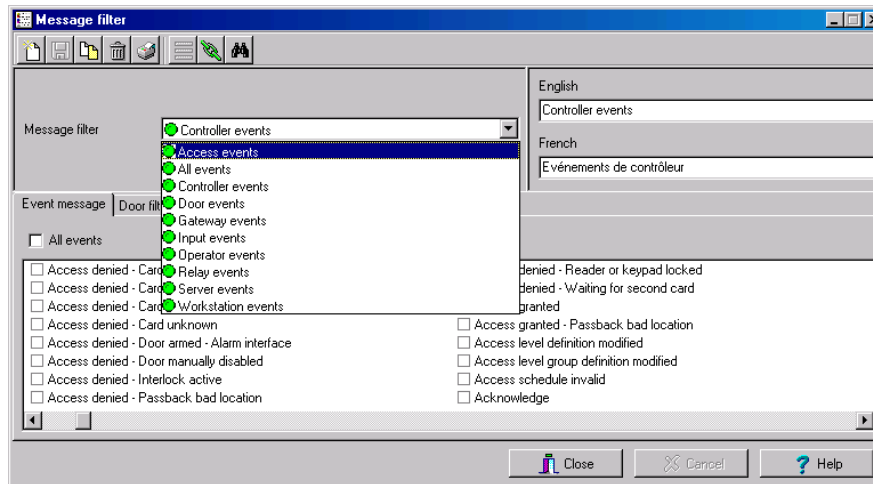 Message filter
English
Controller events
Message filter
Controller events
French
Evénements de contrôleur
Access events
All events
Controller events
Door events
Gateway events
Input events
Operator events
Relay events
Server events
Workstation events
Event message
Door
All events
Access denied -
denied - Reader or keypad locked
Access denied -
denied - Waiting for second card
Access denied -
granted
Access denied - Card unknown
Access granted - Passback bad location
Access denied - Door armed - Alarm interface
Access level definition modified
Access denied - Door manually disabled
Access level group definition modified
Access denied - Interlock active
Access schedule invalid
Access denied - Passback bad location
Acknowledge
Close
Cancel
Help